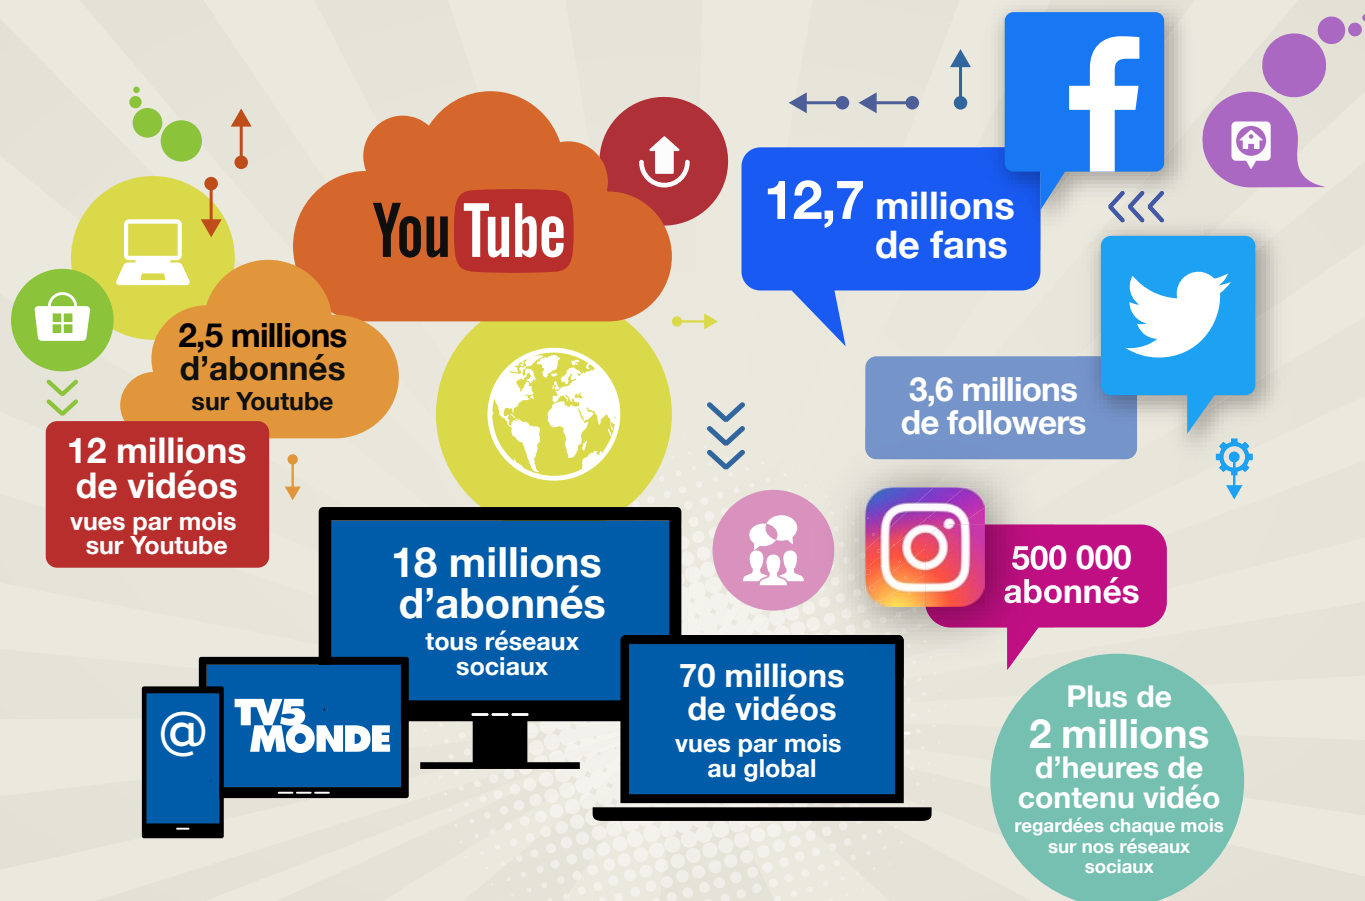 YouTube
2,5 millions
d’abonnés
sur Youtube
12 millions
de vidéos
vues par mois
sur Youtube
f
12,7 millions
de fans
3,6 millions
de followers
500 000
abonnés
18 millions
d’abonnés
tous réseaux
sociaux
@
TV5
MONDE
70 millions
de vidéos
vues par mois
au global
Plus de
2 millions
d'heures de
contenu vidéo
regardées chaque mois
sur nos réseaux
sociaux